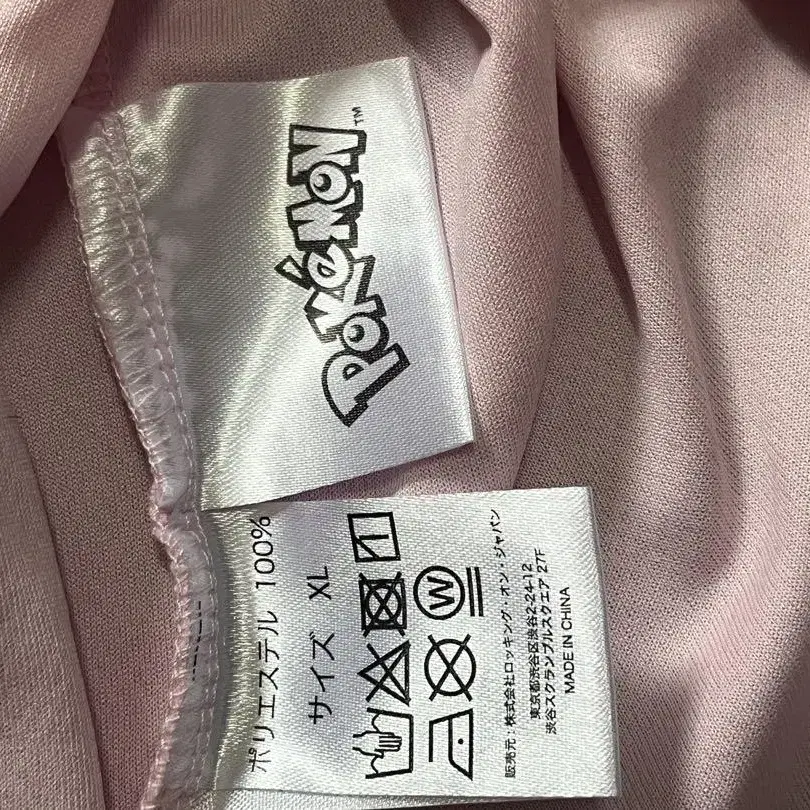 Pokémon™
ポリエステル 100%
サイズ XL
W
販売元：株式会社ロッキング・オン・ジャパン
東京都渋谷区渋谷2-24-12
渋谷スクランブルスクエア 27F
MADE IN CHINA